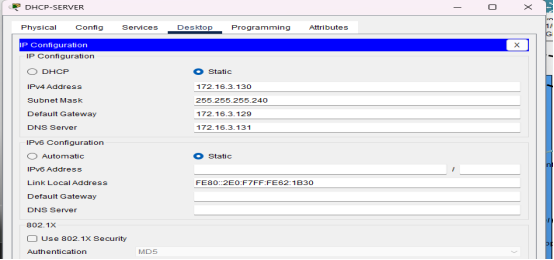 DHCP-SERVER
Physical Config Services Desktop Programming Attributes
IP Configuration X
IP Configuration
DHCP Static
IPv4 Address 172.16.3.130
Subnet Mask 255.255.255.240
Default Gateway 172.16.3.129
DNS Server 172.16.3.131
IPv6 Configuration
Automatic Static
IPv6 Address /
Link Local Address FE80::2E0:F7FF:FE62:1B30
Default Gateway
DNS Server
802.1X
Use 802.1X Security
Authentication MD5